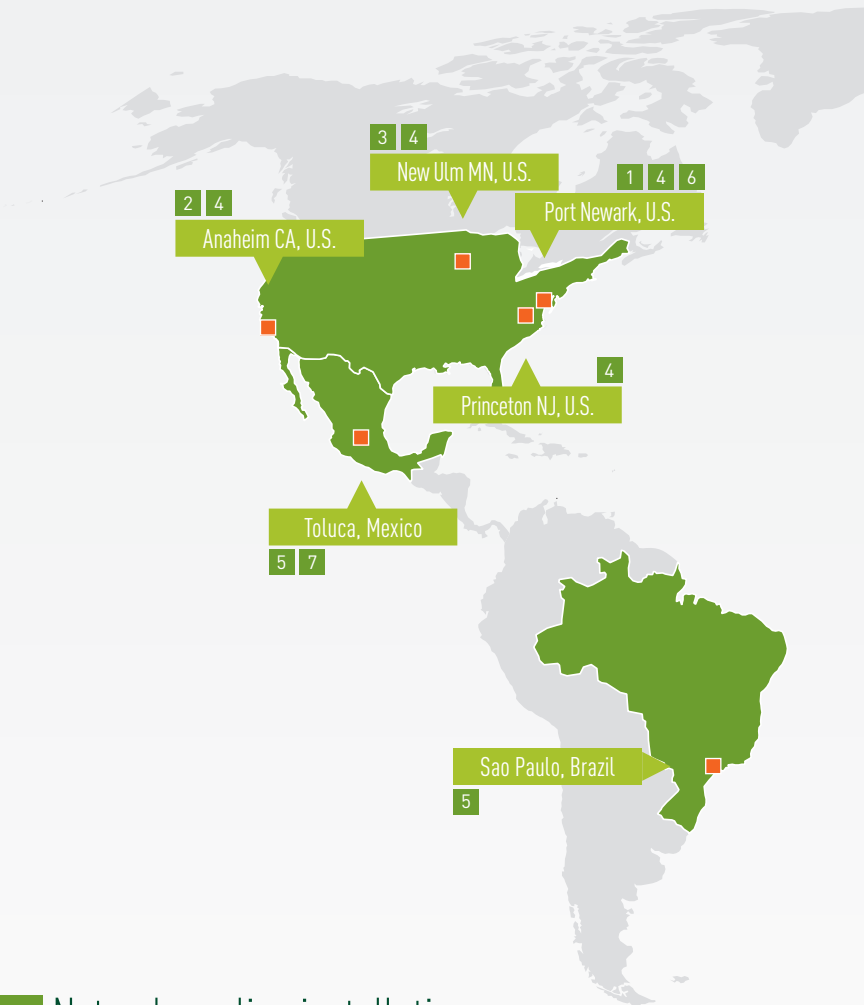 3 4
New Ulm MN, U.S.
1 4 6
Port Newark, U.S.
2 4
Anaheim CA, U.S.
4
Princeton NJ, U.S.
Toluca, Mexico
5 7
Sao Paulo, Brazil
5